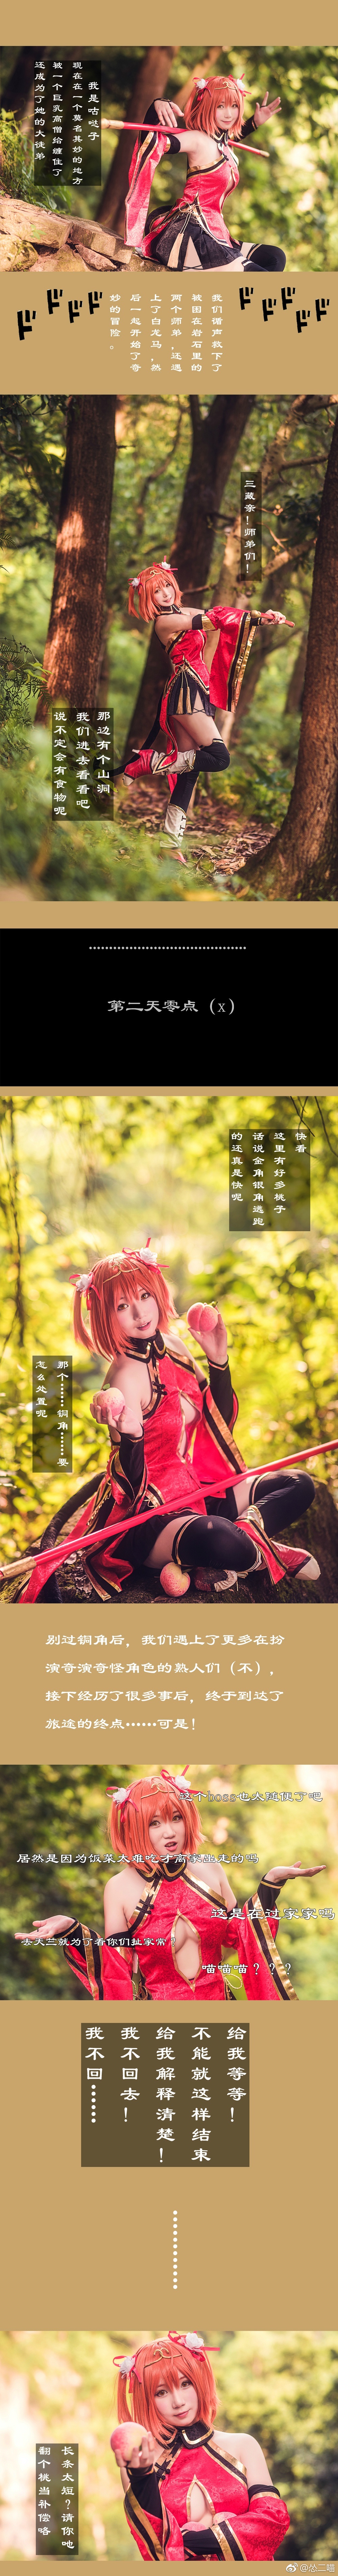 我是咕哒子
现在在一个莫名其妙的地方
被一个巨乳高僧给缠住了
还成为了她的大徒弟
ドドドド
ドドドドド
我们循声救下了
被困在岩石里的
两个师弟，还遇
上了白龙马，然
后一起开始了奇
妙的冒险。
三藏亲！师弟们！
那边有个山洞
我们进去看看吧
说不定会有食物呢
第二天零点（x）
快看
这里有好多桃子
话说金角银角逃跑
的还真是快呢
那个……铜角……要
怎么处置呢
别过铜角后，我们遇上了更多在扮
演奇演奇怪角色的熟人们（不），
接下经历了很多事后，终于到达了
旅途的终点……可是！
这个boss也太随便了吧
居然是因为饭菜太难吃才离家出走的吗
这是在过家家吗
去天竺就为了看你们扯家常？
喵喵喵？？？
给我等等！
不能就这样结束
给我解释清楚！
我不回去！
我不回……
…………
长条太短？请你吔
翻个桃当补偿咯
@怂二喵